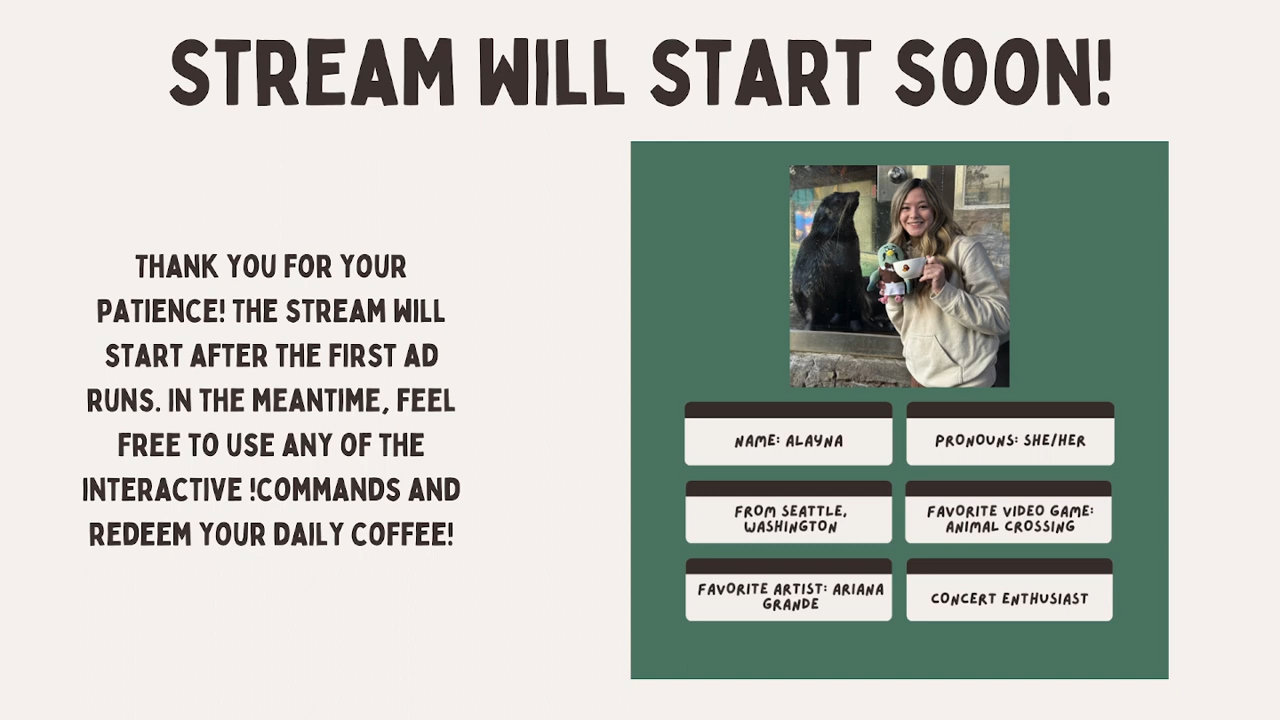 STREAM WILL START SOON!
THANK YOU FOR YOUR
PATIENCE! THE STREAM WILL
START AFTER THE FIRST AD
RUNS. IN THE MEANTIME, FEEL
FREE TO USE ANY OF THE
INTERACTIVE !COMMANDS AND
REDEEM YOUR DAILY COFFEE!
NAME: ALAYNA
PRONOUNS: SHE/HER
FROM SEATTLE,
WASHINGTON
FAVORITE VIDEO GAME:
ANIMAL CROSSING
FAVORITE ARTIST: ARIANA
GRANDE
CONCERT ENTHUSIAST